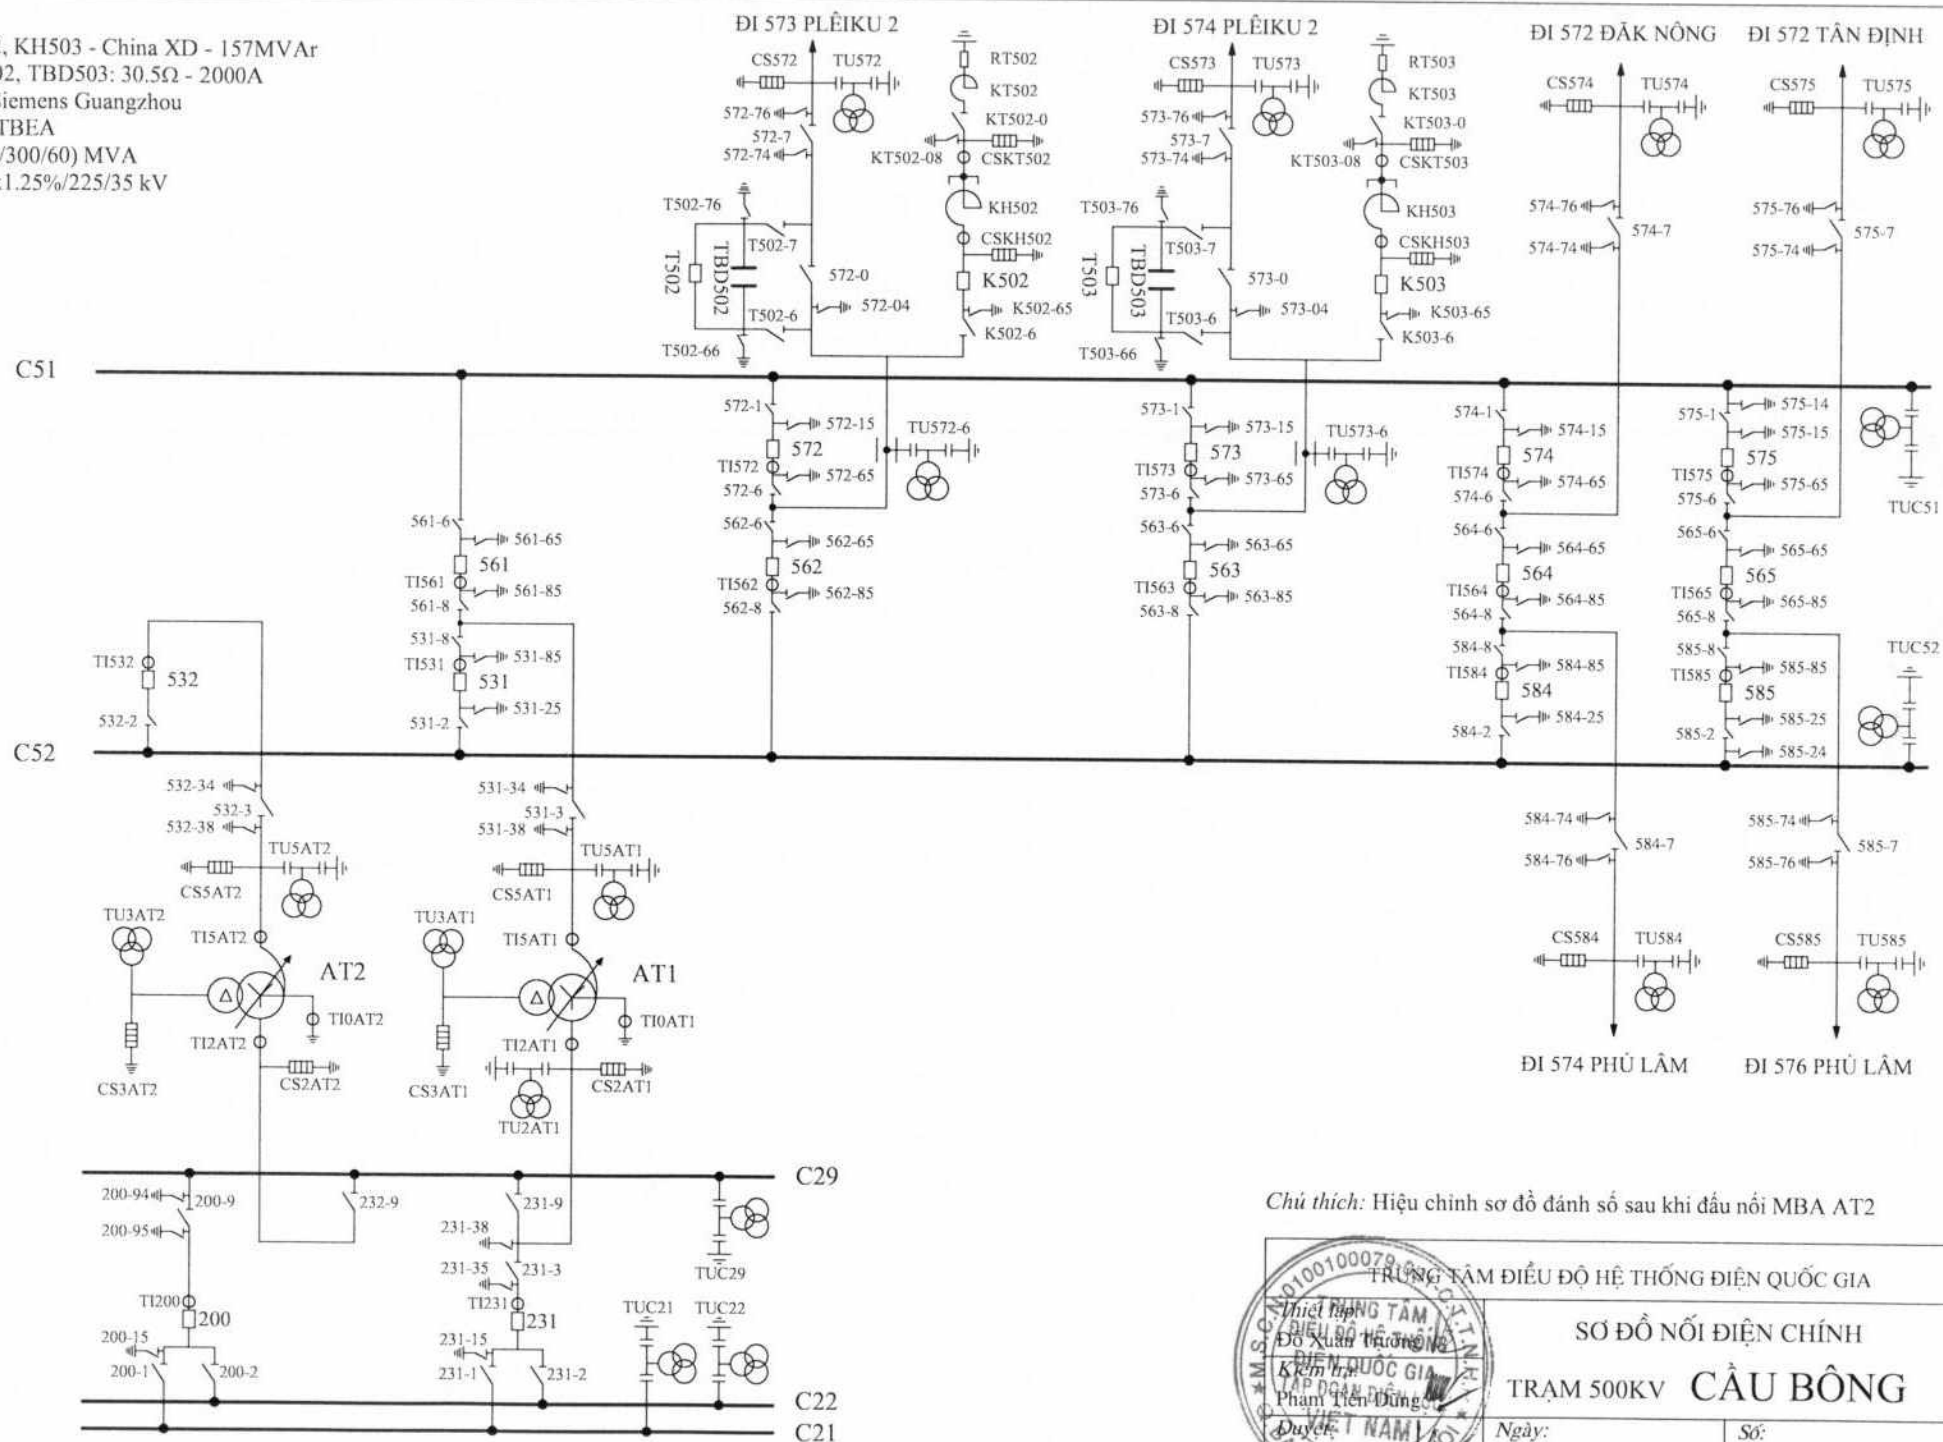 , KH503 - China XD - 157MVAr
02, TBD503: 30.5Ω - 2000A
Siemens Guangzhou
TBEA
/300/60) MVA
1.25%/225/35 kV
ĐI 573 PLÊIKU 2
CS572
TU572
572-76
572-7
572-74
RT502
KT502
KT502-0
KT502-08
CSKT502
KH502
CSKH502
K502
K502-65
K502-6
T502-76
T502-7
T502
TBD502
572-0
T502-6
572-04
T502-66
ĐI 574 PLÊIKU 2
CS573
TU573
573-76
573-7
573-74
RT503
KT503
KT503-0
KT503-08
CSKT503
KH503
CSKH503
K503
K503-65
K503-6
T503-76
T503-7
T503
TBD503
573-0
T503-6
573-04
T503-66
ĐI 572 ĐĂK NÔNG
CS574
TU574
574-76
574-7
574-74
ĐI 572 TÂN ĐỊNH
CS575
TU575
575-76
575-7
575-74
C51
561-6
561-65
561
TI561
561-85
561-8
531-8
531-85
TI531
531
531-25
531-2
572-1
572-15
572
TI572
572-65
572-6
TU572-6
562-6
562-65
562
TI562
562-85
562-8
573-1
573-15
573
TI573
573-65
573-6
TU573-6
563-6
563-65
563
TI563
563-85
563-8
574-1
574-15
574
TI574
574-65
574-6
564-6
564-65
564
TI564
564-85
564-8
584-8
584-85
TI584
584
584-25
584-2
575-1
575-14
575-15
575
TI575
575-65
575-6
565-6
565-65
565
TI565
565-85
565-8
585-8
585-85
TI585
585
585-25
585-2
585-24
TUC51
TUC52
TI532
532
532-2
C52
532-34
532-3
532-38
TU5AT2
CS5AT2
TU3AT2
TI5AT2
AT2
TI0AT2
TI2AT2
CS3AT2
CS2AT2
531-34
531-3
531-38
TU5AT1
CS5AT1
TU3AT1
TI5AT1
AT1
TI0AT1
TI2AT1
CS3AT1
CS2AT1
TU2AT1
584-74
584-7
584-76
CS584
TU584
ĐI 574 PHÚ LÂM
585-74
585-7
585-76
CS585
TU585
ĐI 576 PHÚ LÂM
C29
200-94
200-9
200-95
232-9
231-9
231-38
231-35
231-3
TUC29
TI200
200
TI231
231
TUC21
TUC22
200-15
200-1
200-2
231-15
231-1
231-2
C22
C21
Chú thích: Hiệu chỉnh sơ đồ đánh số sau khi đấu nối MBA AT2
TRUNG TÂM ĐIỀU ĐỘ HỆ THỐNG ĐIỆN QUỐC GIA
Thiết lập:
Đỗ Xuân Trường
Kiểm tra:
Phạm Tiến Dũng
Duyệt:
SƠ ĐỒ NỐI ĐIỆN CHÍNH
TRẠM 500KV CẦU BÔNG
Ngày:
Số:
TRUNG TÂM
ĐIỀU ĐỘ HỆ THỐNG
ĐIỆN QUỐC GIA
VIỆT NAM